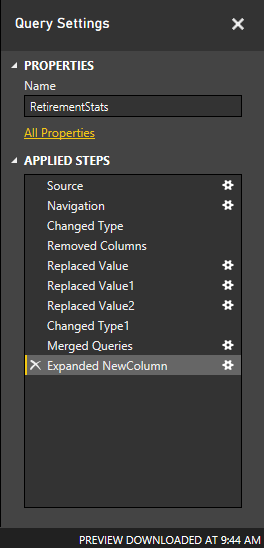 Query Settings
PROPERTIES
Name
RetirementStats
All Properties
APPLIED STEPS
Source
Navigation
Changed Type
Removed Columns
Replaced Value
Replaced Value1
Replaced Value2
Changed Type1
Merged Queries
Expanded NewColumn
PREVIEW DOWNLOADED AT 9:44 AM